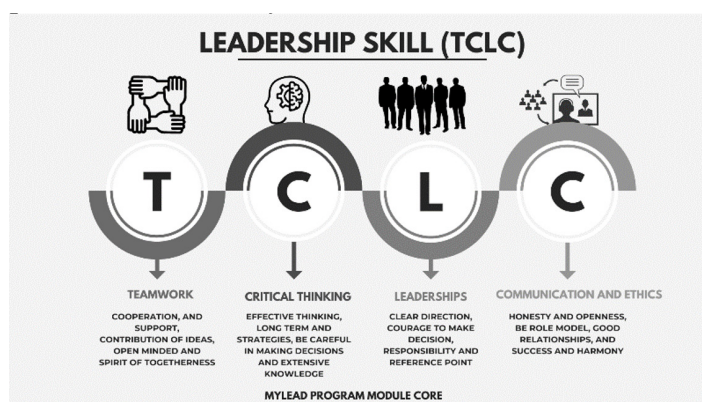 LEADERSHIP SKILL (TCLC)
T
C
L
C
TEAMWORK
COOPERATION, AND
SUPPORT,
CONTRIBUTION OF IDEAS,
OPEN MINDED AND
SPIRIT OF TOGETHERNESS
CRITICAL THINKING
EFFECTIVE THINKING,
LONG TERM AND
STRATEGIES, BE CAREFUL
IN MAKING DECISIONS
AND EXTENSIVE
KNOWLEDGE
LEADERSHIPS
CLEAR DIRECTION,
COURAGE TO MAKE
DECISION,
RESPONSIBILITY AND
REFERENCE POINT
COMMUNICATION AND ETHICS
HONESTY AND OPENNESS,
BE ROLE MODEL, GOOD
RELATIONSHIPS, AND
SUCCESS AND HARMONY
MYLEAD PROGRAM MODULE CORE